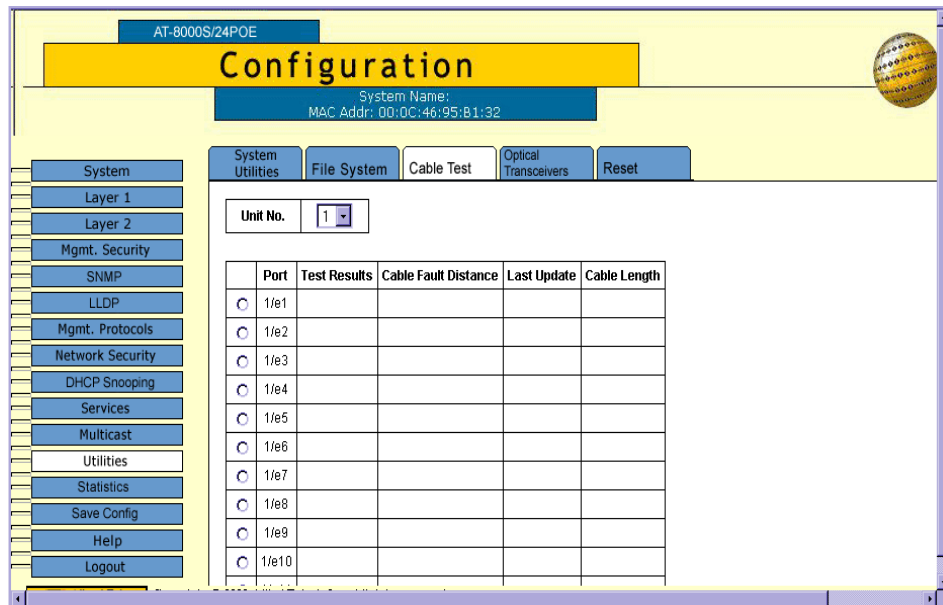 AT-8000S/24POE
Configuration
System Name:
MAC Addr: 00:0C:46:95:B1:32
System Utilities
File System
Cable Test
Optical Transceivers
Reset
System
Layer 1
Layer 2
Mgmt. Security
SNMP
LLDP
Mgmt. Protocols
Network Security
DHCP Snooping
Services
Multicast
Utilities
Statistics
Save Config
Help
Logout
Unit No. 1
Port Test Results Cable Fault Distance Last Update Cable Length
1/e1
1/e2
1/e3
1/e4
1/e5
1/e6
1/e7
1/e8
1/e9
1/e10